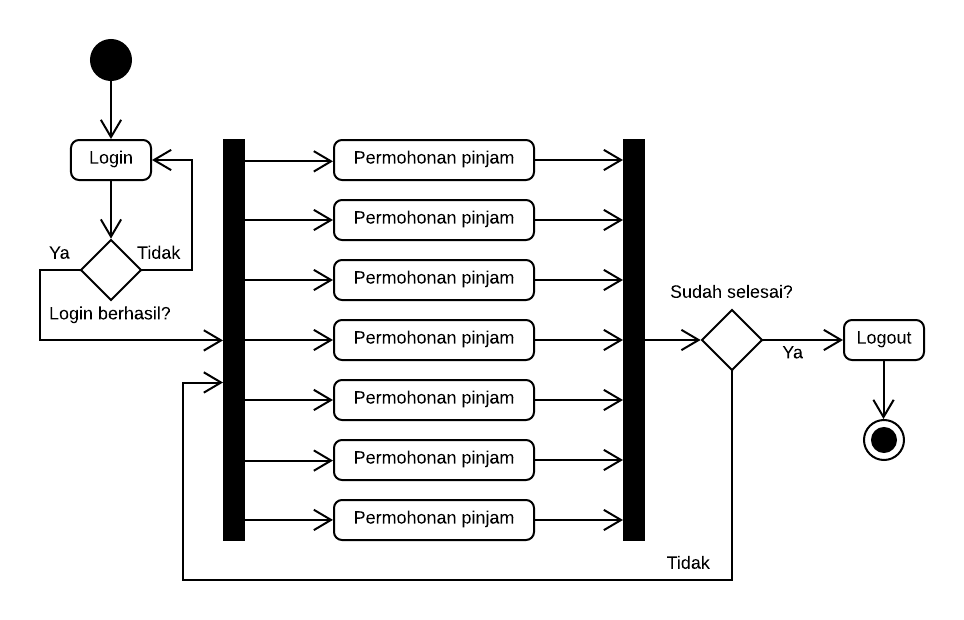 Login
Ya
Tidak
Login berhasil?
Permohonan pinjam
Permohonan pinjam
Permohonan pinjam
Permohonan pinjam
Permohonan pinjam
Permohonan pinjam
Permohonan pinjam
Sudah selesai?
Ya
Logout
Tidak